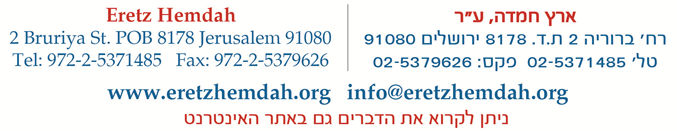 Eretz Hemdah
2 Bruriya St. POB 8178 Jerusalem 91080
Tel: 972-2-5371485 Fax: 972-2-5379626
ארץ חמדה, ע״ר
רח׳ ברוריה 2 ת.ד. 8178 ירושלים 91080
טל׳ 02-5371485 פקס: 02-5379626
www.eretzhemdah.org info@eretzhemdah.org
ניתן לקרוא את הדברים גם באתר האינטרנט